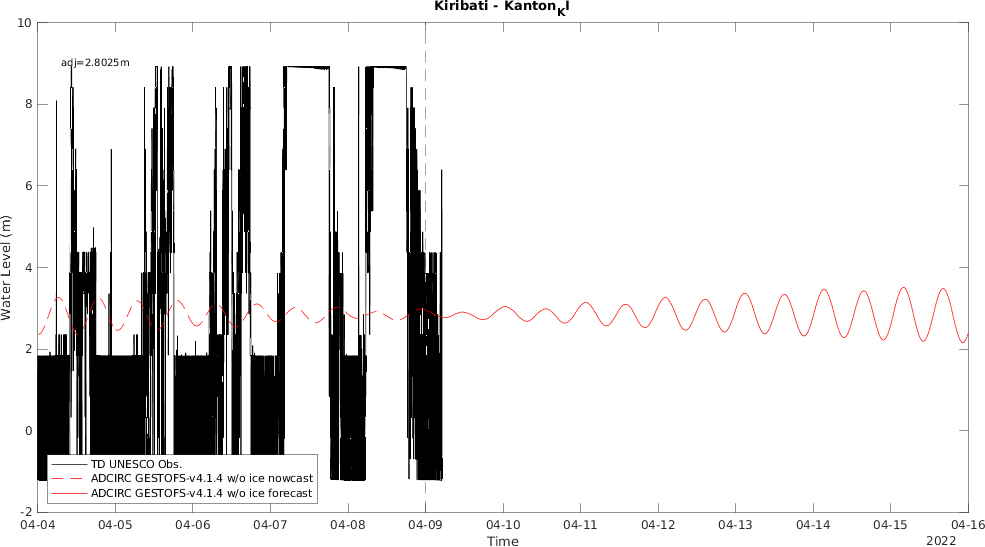 Kiribati - Kanton_KI
10
8
6
4
2
0
-2
Water Level (m)
adj=2.8025m
TD UNESCO Obs.
ADCIRC GESTOFS-v4.1.4 w/o ice nowcast
ADCIRC GESTOFS-v4.1.4 w/o ice forecast
04-04 04-05 04-06 04-07 04-08 04-09 04-10 04-11 04-12 04-13 04-14 04-15 04-16
Time
2022